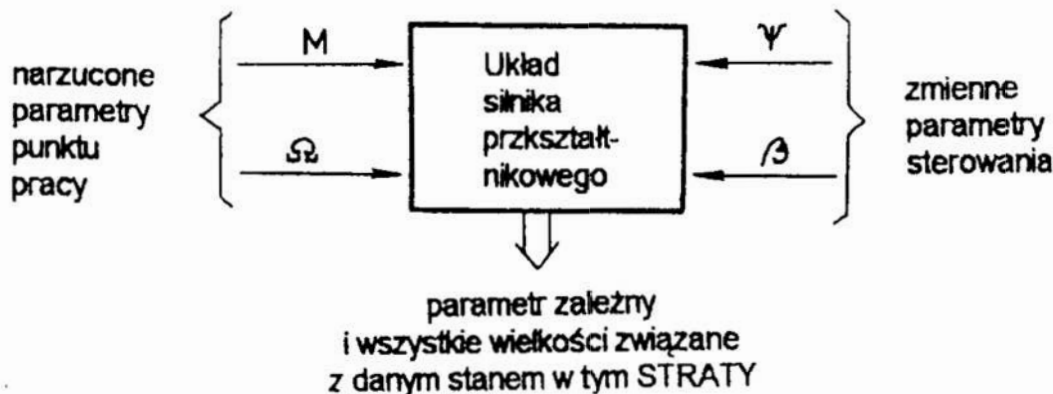 narzucone
parametry
punktu
pracy
M
Ω
Układ
silnika
przkształt-
nikowego
Ψ
β
zmienne
parametry
sterowania
parametr zależny
i wszystkie wielkości związane
z danym stanem w tym STRATY